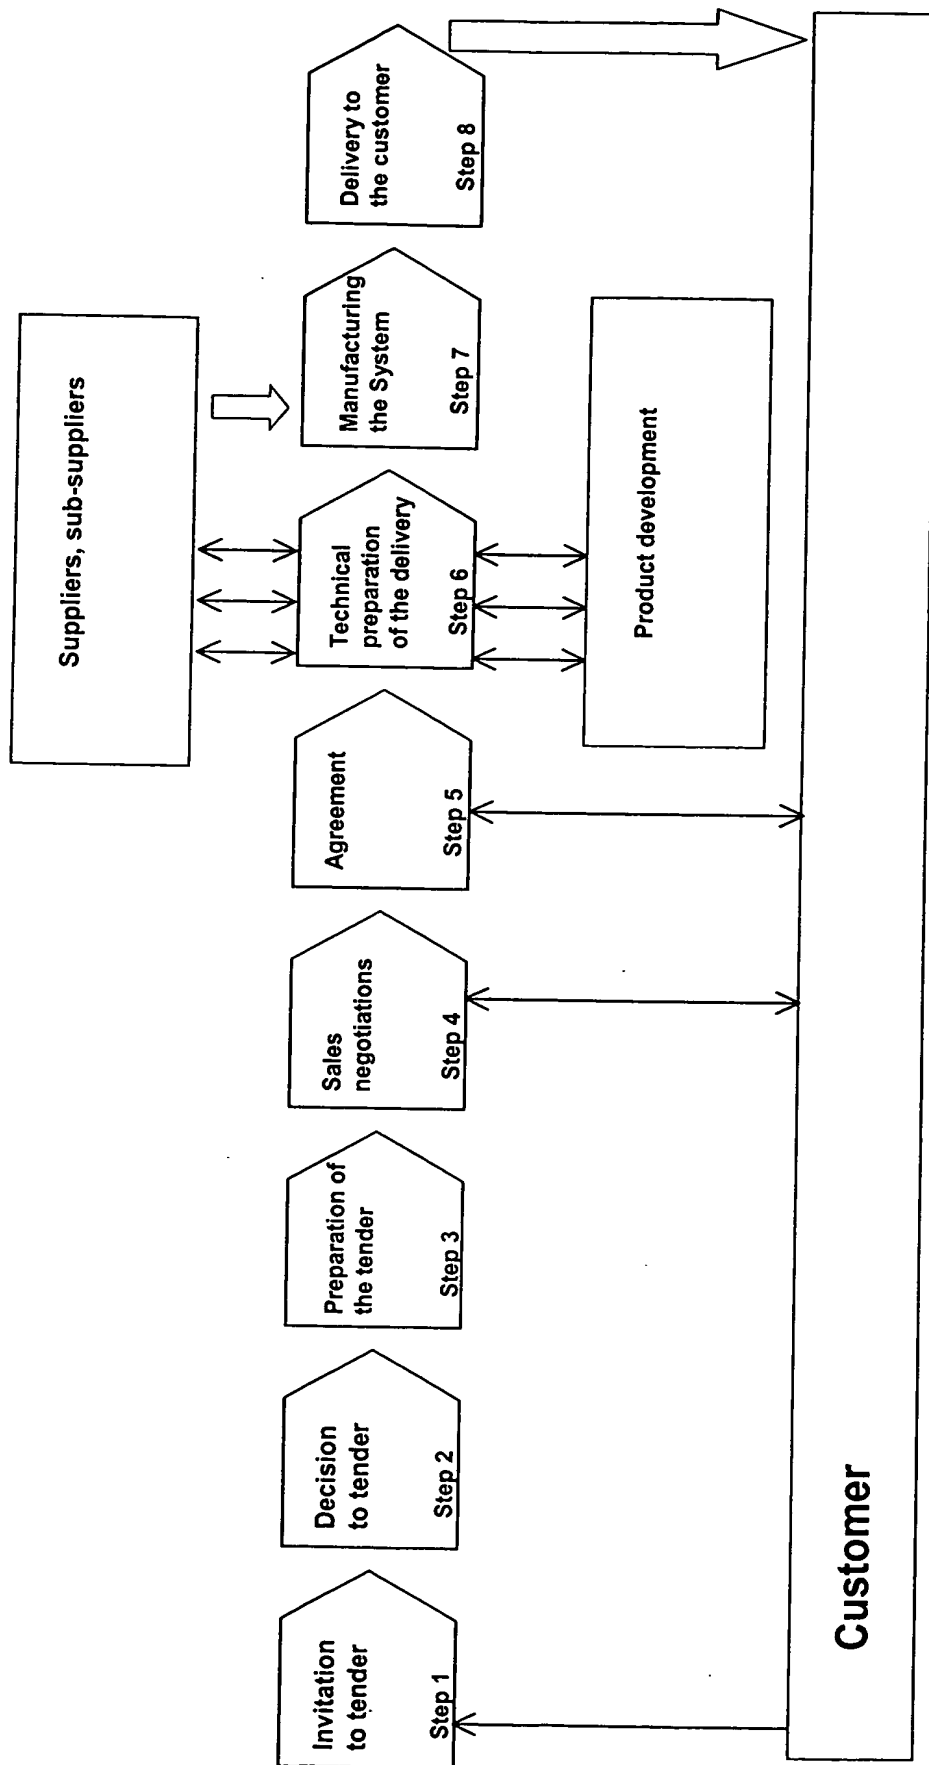 Suppliers, sub-suppliers
Invitation
to tender
Step 1
Decision
to tender
Step 2
Preparation of
the tender
Step 3
Sales
negotiations
Step 4
Agreement
Step 5
Technical
preparation
of the delivery
Step 6
Manufacturing
the System
Step 7
Delivery to
the customer
Step 8
Product development
Customer